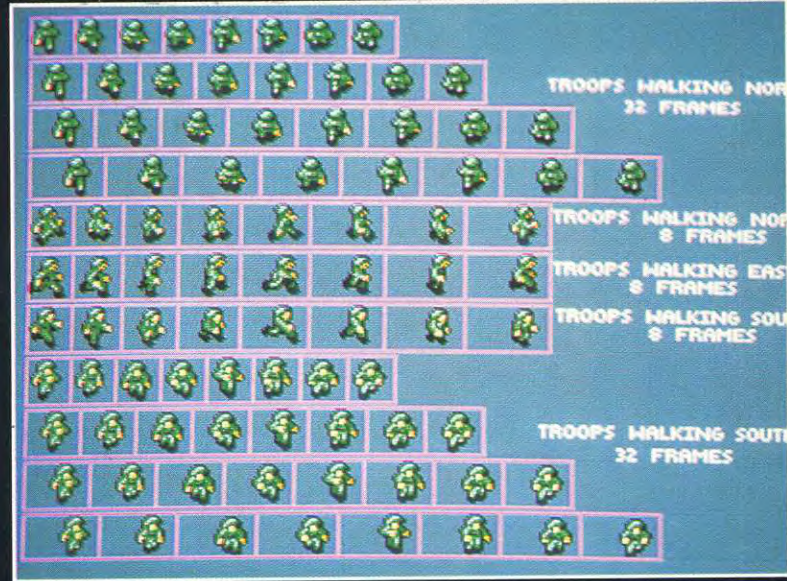 TROOPS WALKING NOR
32 FRAMES
TROOPS WALKING NOR
8 FRAMES
TROOPS WALKING EAS
8 FRAMES
TROOPS WALKING SOU
8 FRAMES
TROOPS WALKING SOUTH
32 FRAMES